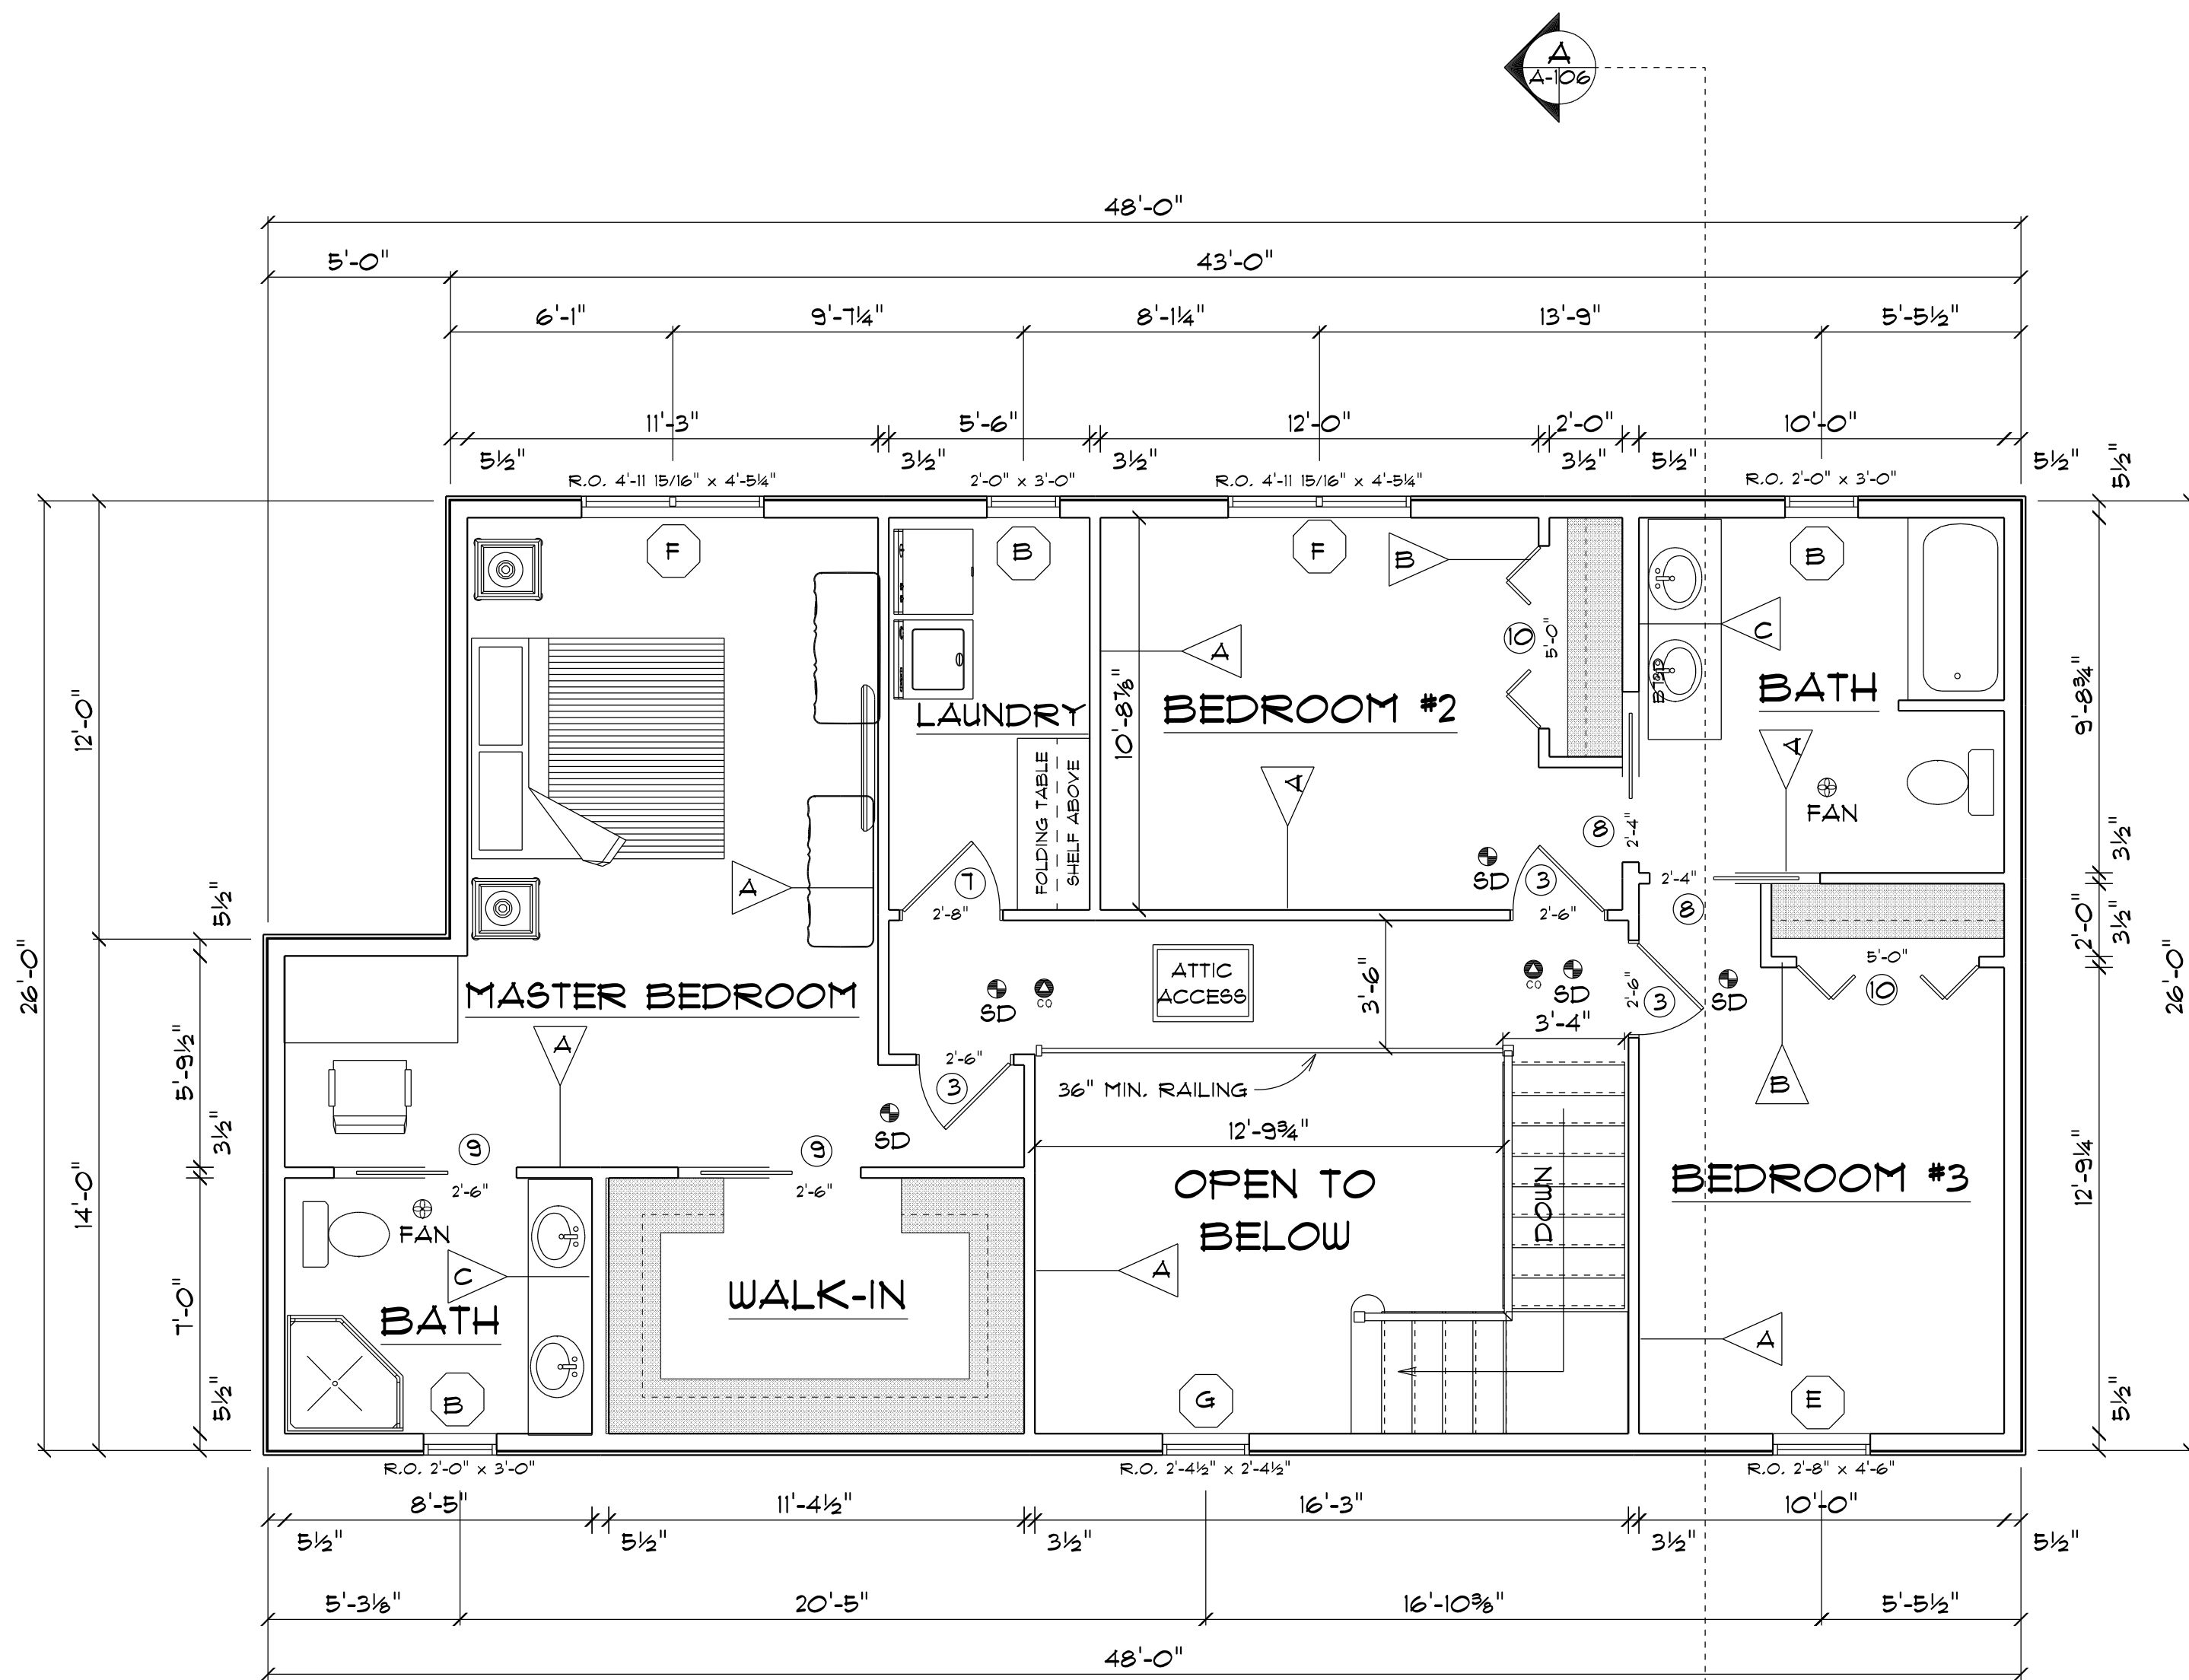 A
A-106
48'-0"
5'-0" 43'-0"
6'-1" 9'-7¼" 8'-1¼" 13'-9" 5'-5½"
11'-3" 5'-6" 12'-0" 2'-0" 10'-0"
5½" 3½" 3½" 3½" 5½" 5½"
R.O. 4'-11 15/16" x 4'-5¼" 2'-0" x 3'-0" R.O. 4'-11 15/16" x 4'-5¼" R.O. 2'-0" x 3'-0"
5½"
F B F B B
10 5'-0"
C
A
12'-0"
LAUNDRY
10'-8⅞"
BEDROOM #2
BATH
9'-8¾"
A
A
FOLDING TABLE
SHELF ABOVE
FAN
8 2'-4"
3½"
A
7
2'-8"
SD
3
2'-6"
2'-4"
8
5½"
2'-0"
3½"
26'-0"
MASTER BEDROOM
SD
CO
ATTIC
ACCESS
3'-6"
CO
SD
2'-6"
3
SD
5'-0"
10
26'-0"
3'-4"
A
2'-6"
3
36" MIN. RAILING
B
5'-9½"
3½"
SD
12'-9¾"
9
9
2'-6"
2'-6"
14'-0"
OPEN TO
BELOW
DOWN
BEDROOM #3
12'-9¼"
FAN
C
A
7'-0"
BATH
WALK-IN
A
5½"
B
G
E
5½"
R.O. 2'-0" x 3'-0" R.O. 2'-4½" x 2'-4½" R.O. 2'-8" x 4'-6"
8'-5" 11'-4½" 16'-3" 10'-0"
5½" 5½" 3½" 3½" 5½"
5'-3⅛" 20'-5" 16'-10⅜" 5'-5½"
48'-0"